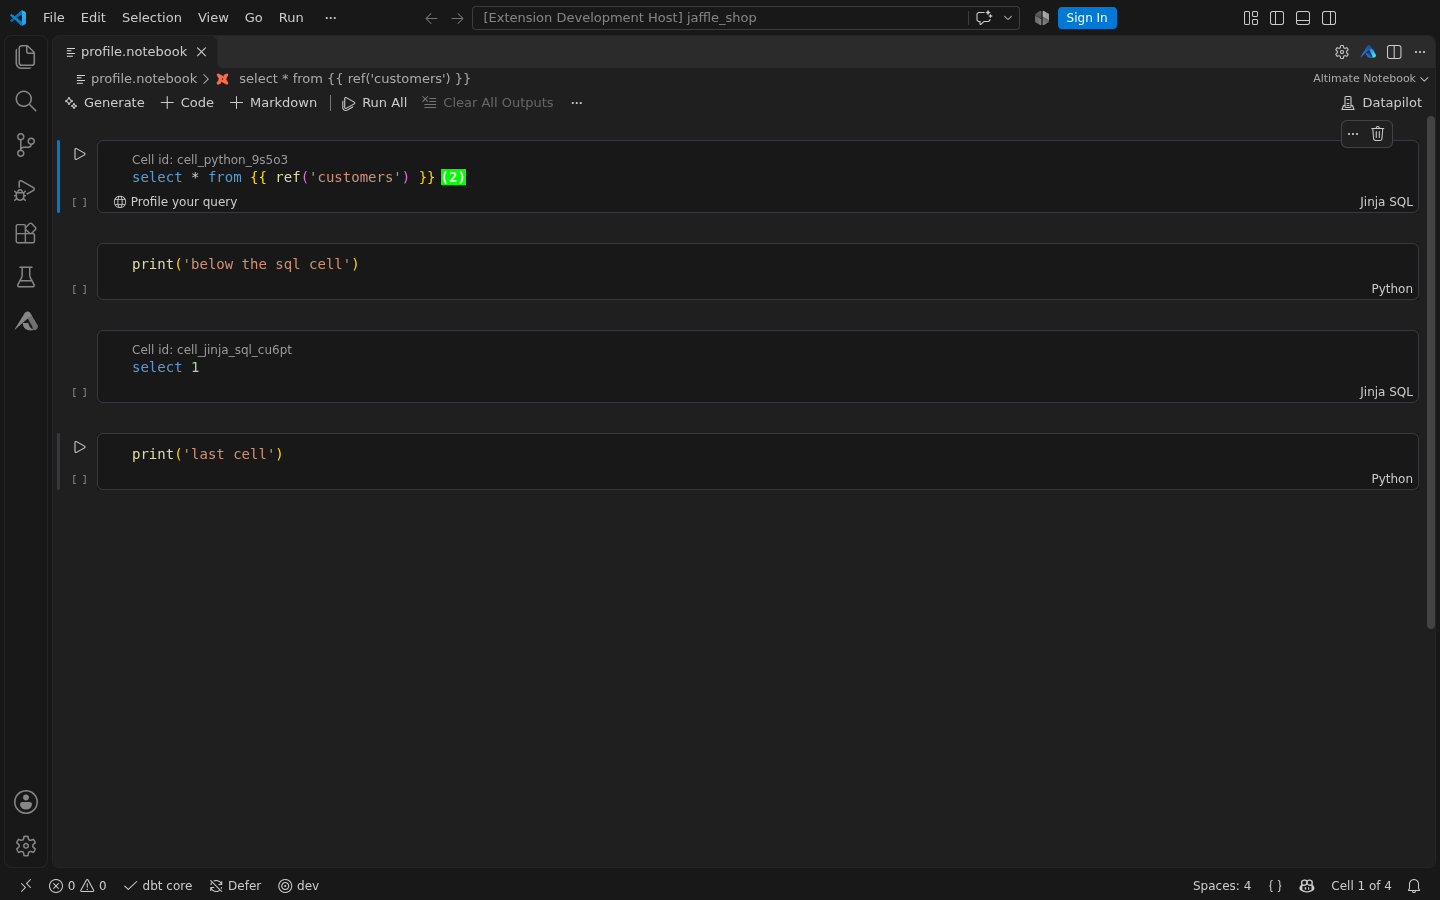 File Edit Selection View Go Run ···
[Extension Development Host] jaffle_shop
Sign In
profile.notebook
profile.notebook > select * from {{ ref('customers') }}
Altimate Notebook
Generate + Code + Markdown | Run All Clear All Outputs ···
Datapilot
Cell id: cell_python_9s5o3
select * from {{ ref('customers') }} (2)
[ ] Profile your query Jinja SQL
print('below the sql cell')
[ ] Python
Cell id: cell_jinja_sql_cu6pt
select 1
[ ] Jinja SQL
print('last cell')
[ ] Python
0 0 dbt core Defer dev Spaces: 4 { } Cell 1 of 4